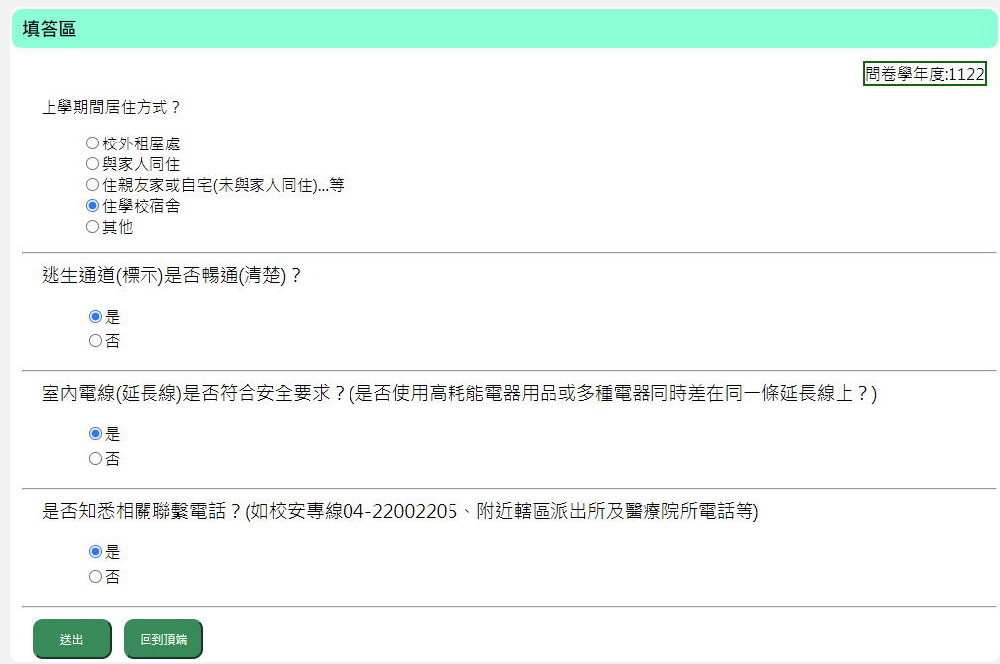 填答區
問卷學年度:1122
上學期間居住方式？
校外租屋處
與家人同住
住親友家或自宅(未與家人同住)...等
住學校宿舍
其他
逃生通道(標示)是否暢通(清楚)？
是
否
室內電線(延長線)是否符合安全要求？(是否使用高耗能電器用品或多種電器同時差在同一條延長線上？)
是
否
是否知悉相關聯繫電話？(如校安專線04-22002205、附近轄區派出所及醫療院所電話等)
是
否
送出 回到頂端